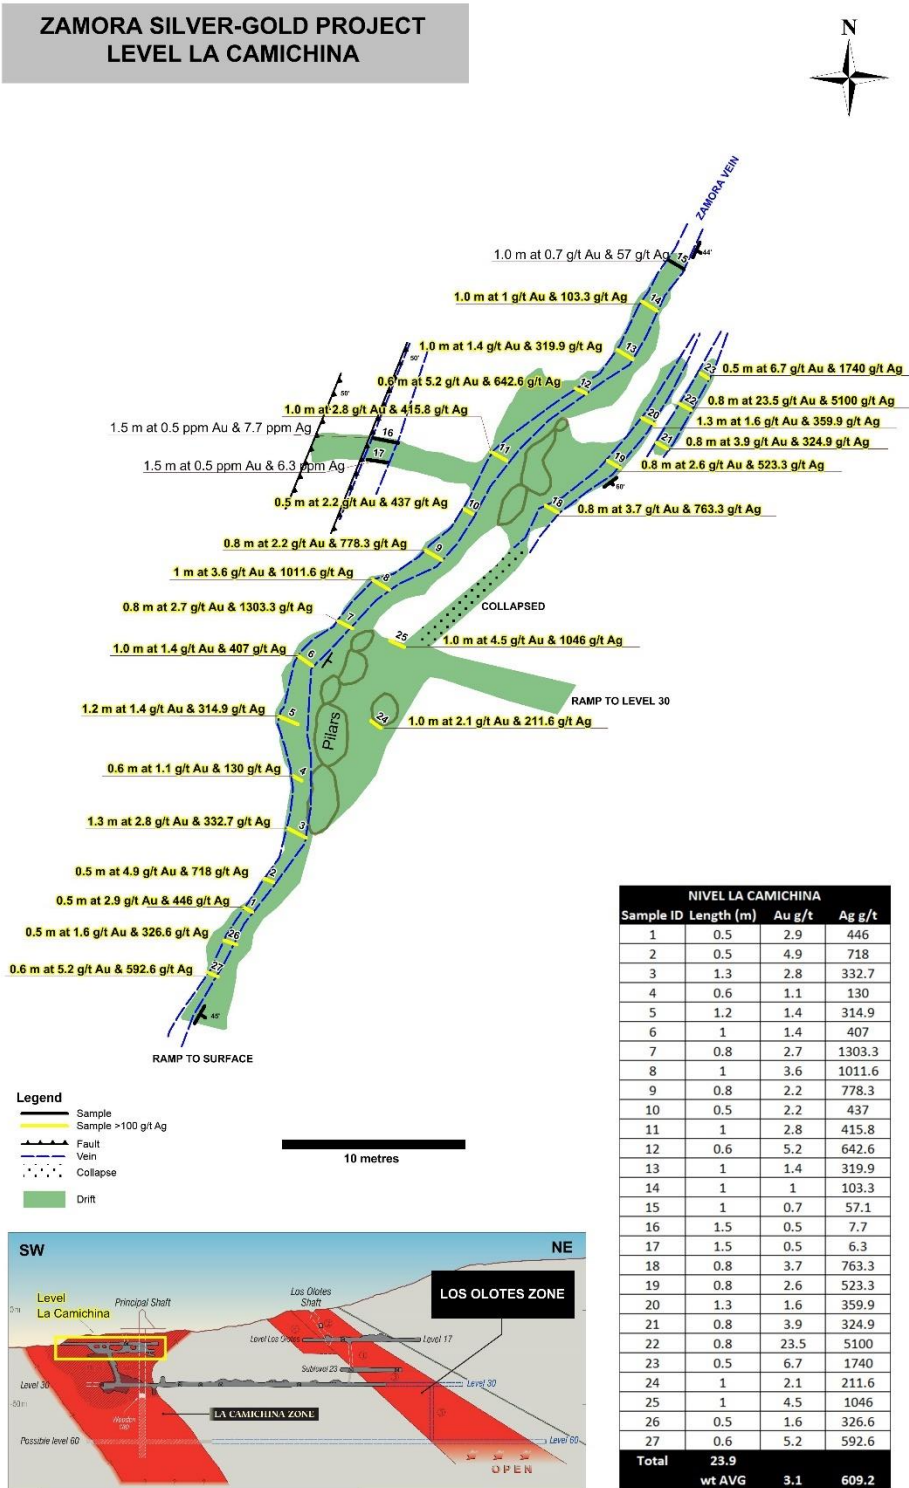 ZAMORA SILVER-GOLD PROJECT
LEVEL LA CAMICHINA
N
ZAMORA VEIN
1.0 m at 0.7 g/t Au & 57 g/t Ag
15
44'
1.0 m at 1 g/t Au & 103.3 g/t Ag
14
1.0 m at 1.4 g/t Au & 319.9 g/t Ag
13
50'
0.6 m at 5.2 g/t Au & 642.6 g/t Ag
12
50'
23
0.5 m at 6.7 g/t Au & 1740 g/t Ag
1.0 m at 2.8 g/t Au & 415.8 g/t Ag
22
0.8 m at 23.5 g/t Au & 5100 g/t Ag
20
1.3 m at 1.6 g/t Au & 359.9 g/t Ag
1.5 m at 0.5 ppm Au & 7.7 ppm Ag
16
21
0.8 m at 3.9 g/t Au & 324.9 g/t Ag
11
17
1.5 m at 0.5 ppm Au & 6.3 ppm Ag
19
0.8 m at 2.6 g/t Au & 523.3 g/t Ag
0.5 m at 2.2 g/t Au & 437 g/t Ag
10
18
0.8 m at 3.7 g/t Au & 763.3 g/t Ag
0.8 m at 2.2 g/t Au & 778.3 g/t Ag
9
1 m at 3.6 g/t Au & 1011.6 g/t Ag
8
COLLAPSED
0.8 m at 2.7 g/t Au & 1303.3 g/t Ag
7
25
1.0 m at 4.5 g/t Au & 1046 g/t Ag
1.0 m at 1.4 g/t Au & 407 g/t Ag
6
RAMP TO LEVEL 30
1.2 m at 1.4 g/t Au & 314.9 g/t Ag
5
Pilars
24
1.0 m at 2.1 g/t Au & 211.6 g/t Ag
0.6 m at 1.1 g/t Au & 130 g/t Ag
4
1.3 m at 2.8 g/t Au & 332.7 g/t Ag
3
0.5 m at 4.9 g/t Au & 718 g/t Ag
2
0.5 m at 2.9 g/t Au & 446 g/t Ag
1
0.5 m at 1.6 g/t Au & 326.6 g/t Ag
26
0.6 m at 5.2 g/t Au & 592.6 g/t Ag
27
45'
RAMP TO SURFACE
Legend
Sample
Sample >100 g/t Ag
Fault
Vein
Collapse
Drift
10 metres
NIVEL LA CAMICHINA
Sample ID Length (m) Au g/t Ag g/t
1 0.5 2.9 446
2 0.5 4.9 718
3 1.3 2.8 332.7
4 0.6 1.1 130
5 1.2 1.4 314.9
6 1 1.4 407
7 0.8 2.7 1303.3
8 1 3.6 1011.6
9 0.8 2.2 778.3
10 0.5 2.2 437
11 1 2.8 415.8
12 0.6 5.2 642.6
13 1 1.4 319.9
14 1 1 103.3
15 1 0.7 57.1
16 1.5 0.5 7.7
17 1.5 0.5 6.3
18 0.8 3.7 763.3
19 0.8 2.6 523.3
20 1.3 1.6 359.9
21 0.8 3.9 324.9
22 0.8 23.5 5100
23 0.5 6.7 1740
24 1 2.1 211.6
25 1 4.5 1046
26 0.5 1.6 326.6
27 0.6 5.2 592.6
Total 23.9
wt AVG 3.1 609.2
SW
NE
Level
La Camichina
Principal Shaft
Los Olotes
Shaft
LOS OLOTES ZONE
0m
Level Los Olotes
Level 17
Sublevel 23
Level 30
Level 30
-50m
LA CAMICHINA ZONE
Possible level 60
Level 60
OPEN